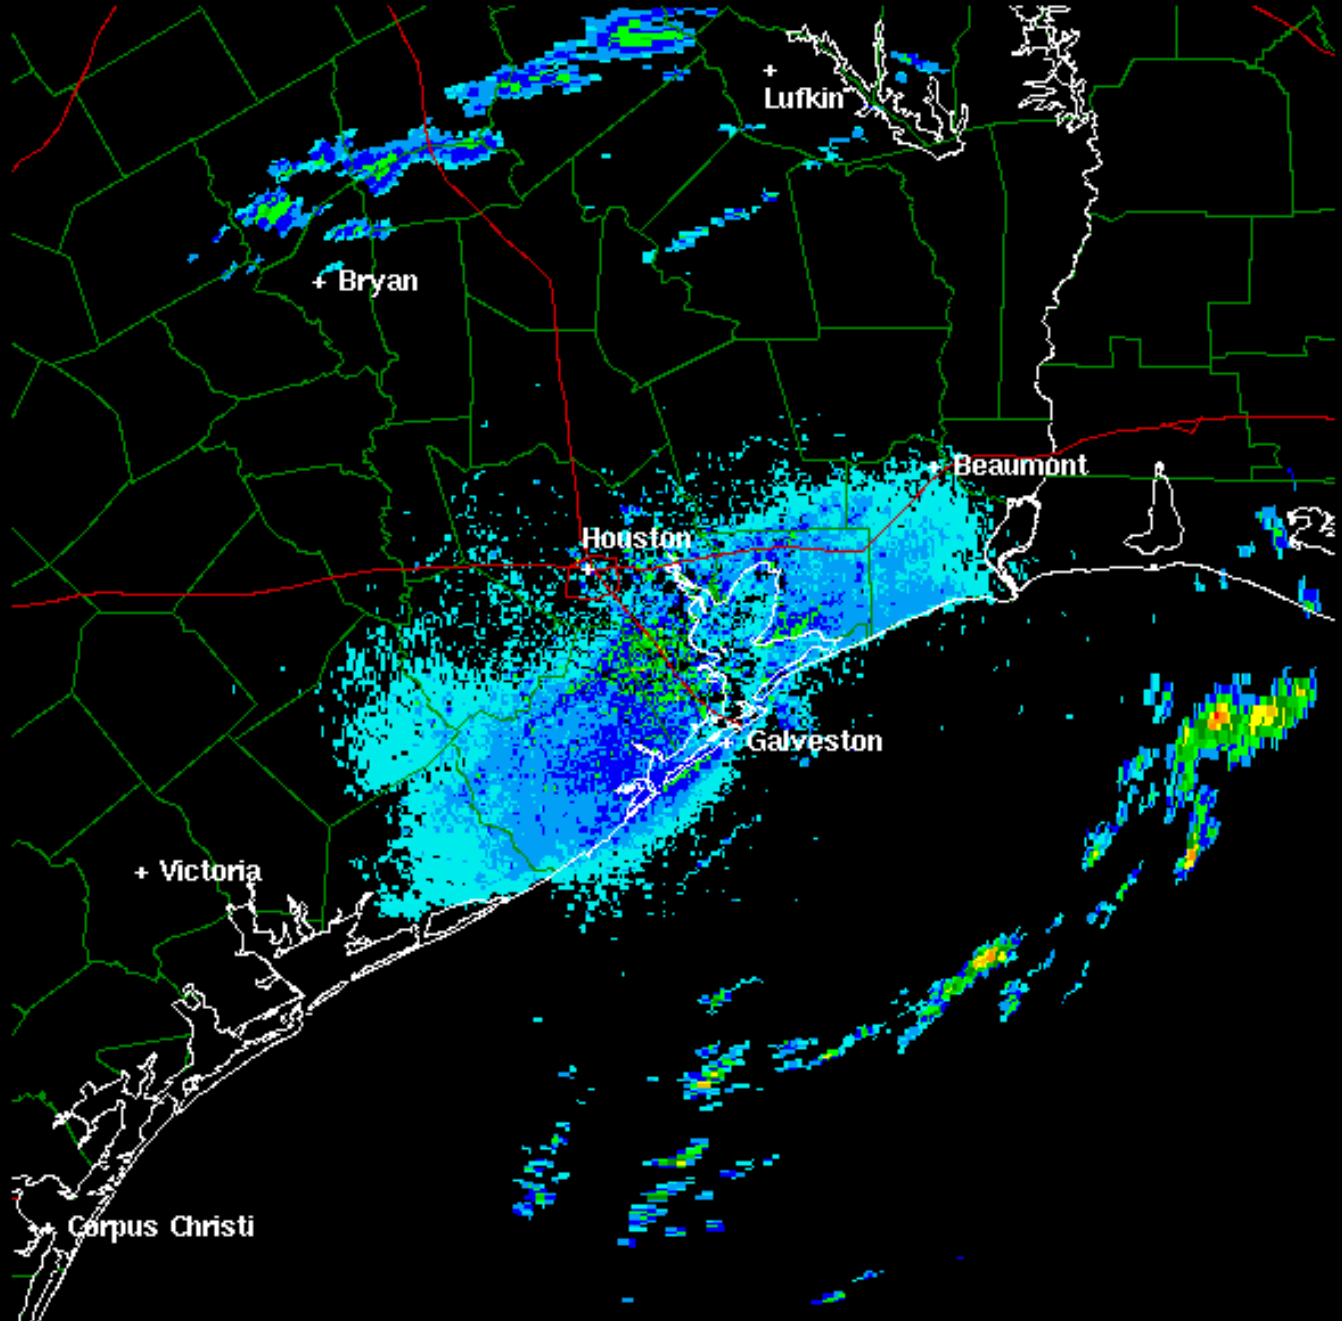 Lufkin
Bryan
Beaumont
Houston
Galveston
Victoria
Corpus Christi